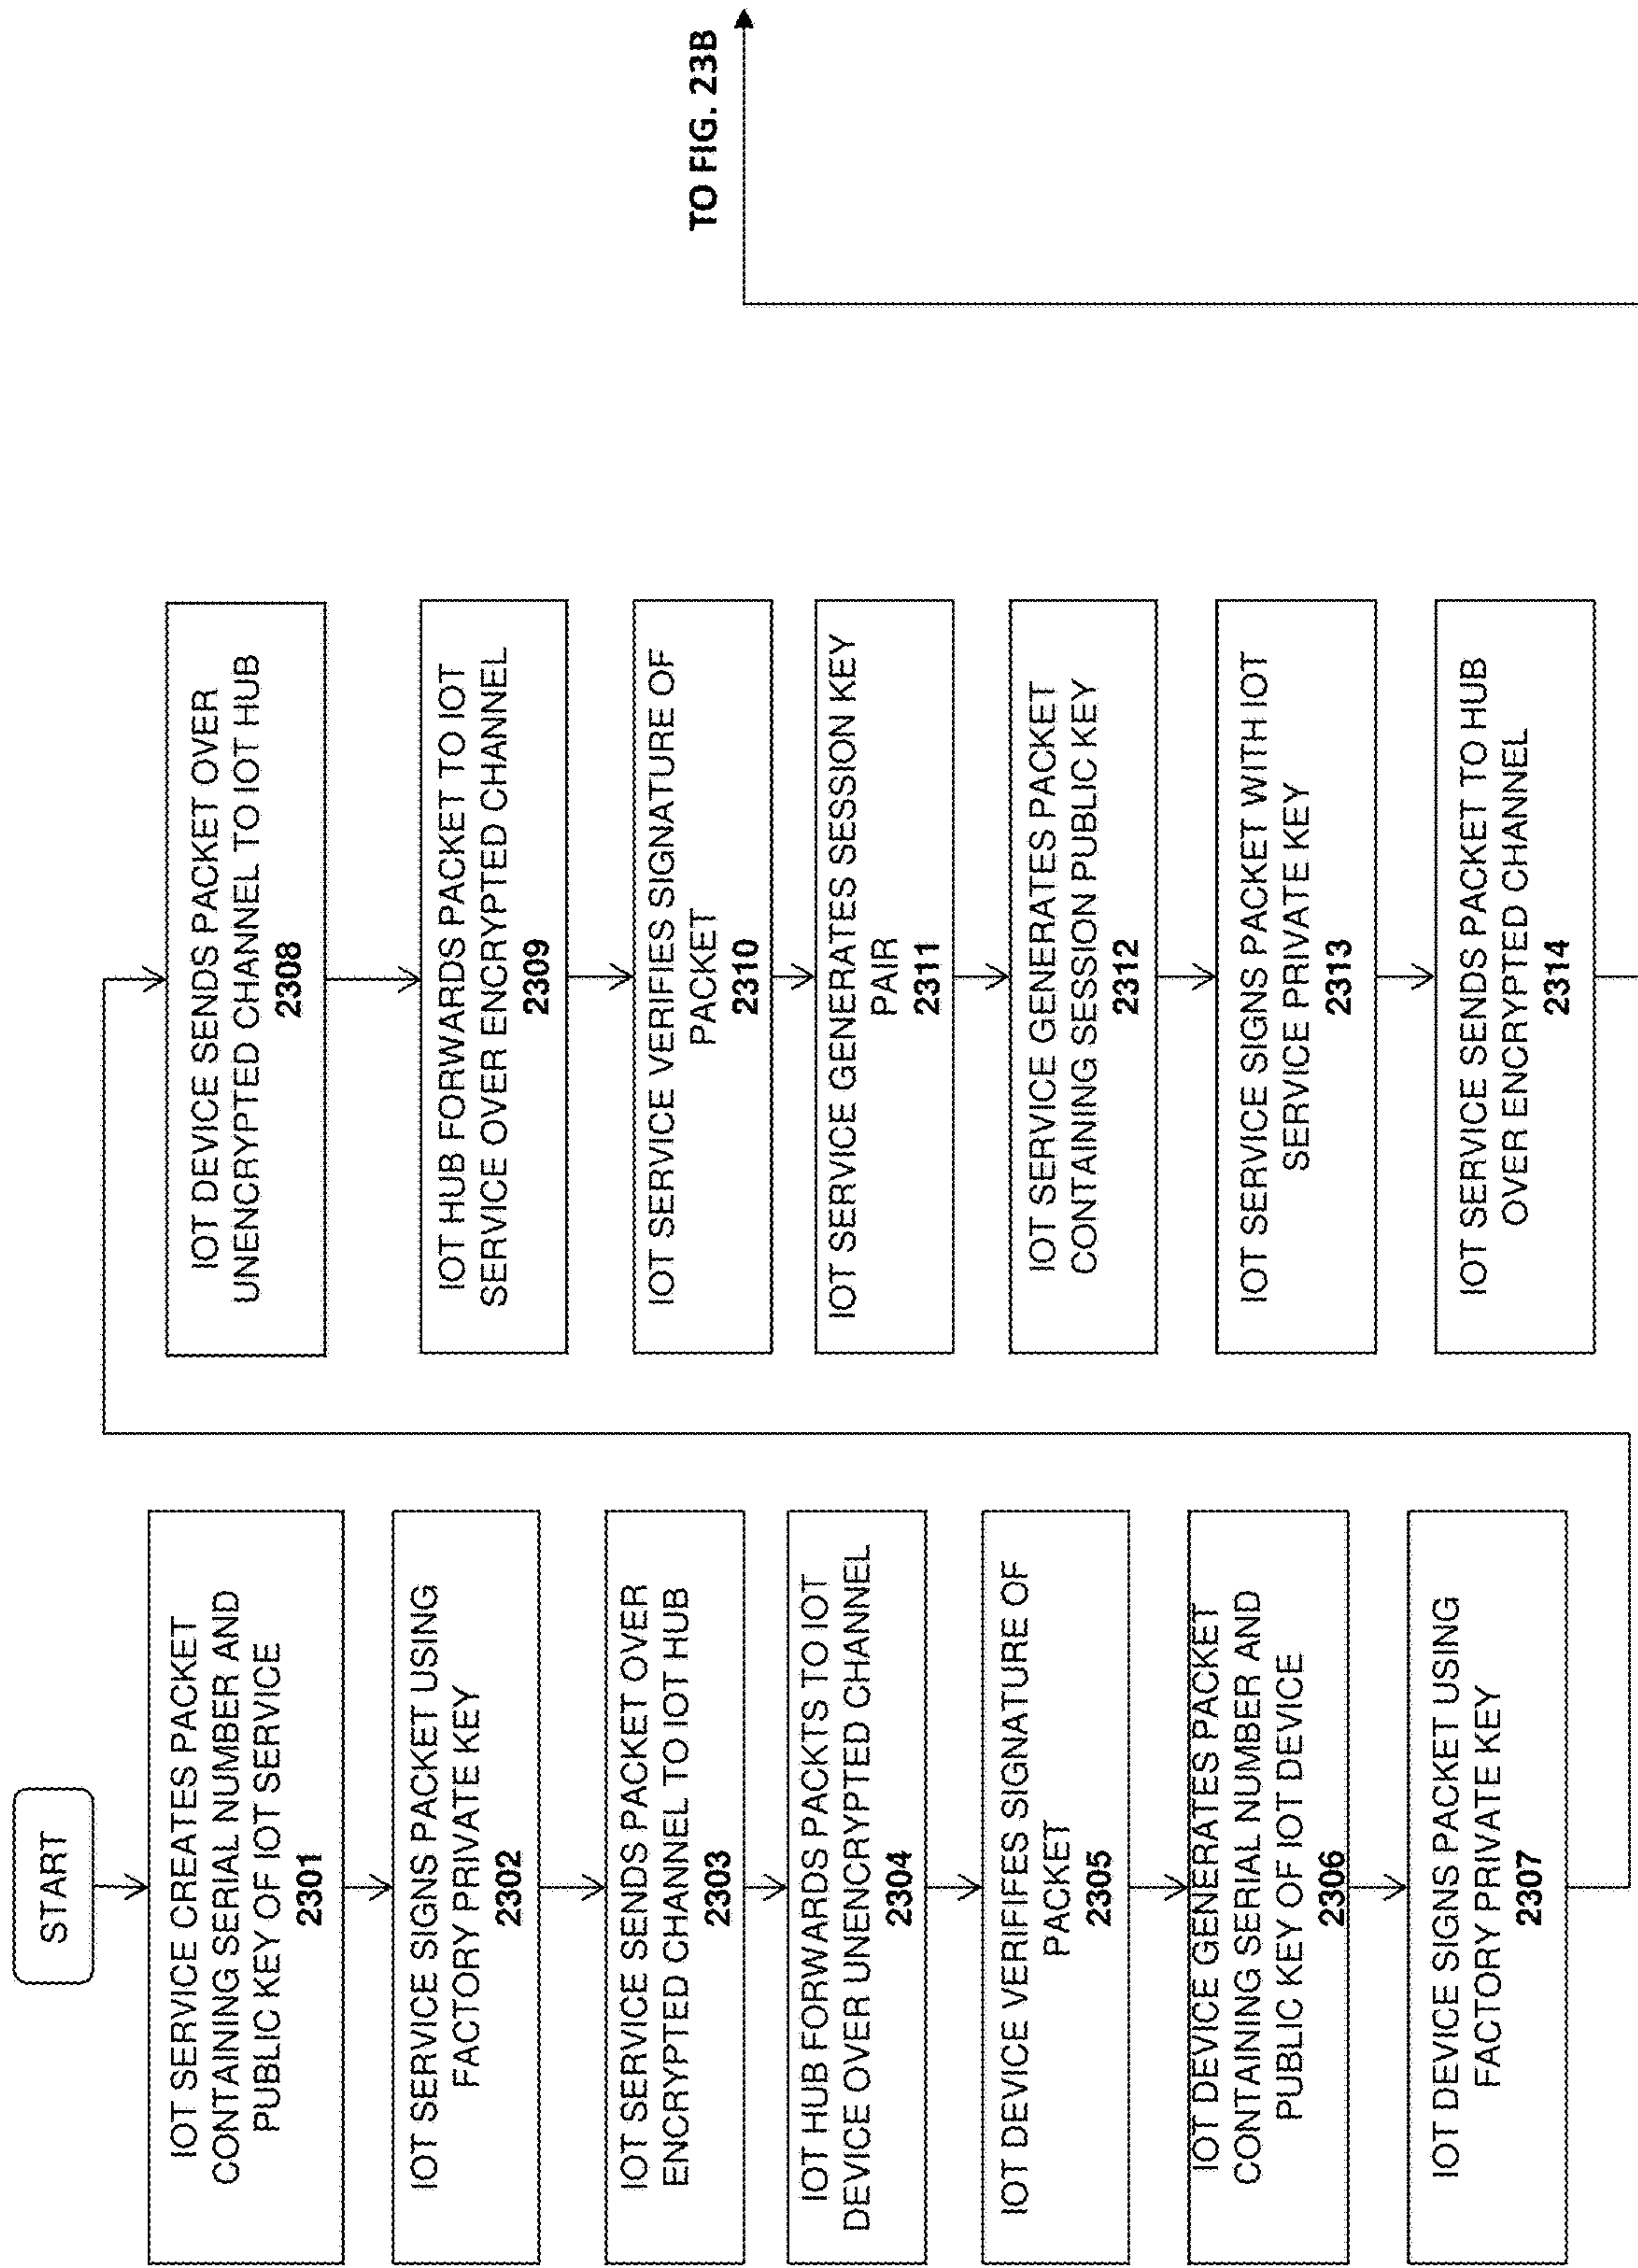 START
IOT SERVICE CREATES PACKET
CONTAINING SERIAL NUMBER AND
PUBLIC KEY OF IOT SERVICE
2301
IOT SERVICE SIGNS PACKET USING
FACTORY PRIVATE KEY
2302
IOT SERVICE SENDS PACKET OVER
ENCRYPTED CHANNEL TO IOT HUB
2303
IOT HUB FORWARDS PACKTS TO IOT
DEVICE OVER UNENCRYPTED CHANNEL
2304
IOT DEVICE VERIFIFES SIGNATURE OF
PACKET
2305
IOT DEVICE GENERATES PACKET
CONTAINING SERIAL NUMBER AND
PUBLIC KEY OF IOT DEVICE
2306
IOT DEVICE SIGNS PACKET USING
FACTORY PRIVATE KEY
2307
IOT DEVICE SENDS PACKET OVER
UNENCRYPTED CHANNEL TO IOT HUB
2308
IOT HUB FORWARDS PACKET TO IOT
SERVICE OVER ENCRYPTED CHANNEL
2309
IOT SERVICE VERIFIES SIGNATURE OF
PACKET
2310
IOT SERVICE GENERATES SESSION KEY
PAIR
2311
IOT SERVICE GENERATES PACKET
CONTAINING SESSION PUBLIC KEY
2312
IOT SERVICE SIGNS PACKET WITH IOT
SERVICE PRIVATE KEY
2313
IOT SERVICE SENDS PACKET TO HUB
OVER ENCRYPTED CHANNEL
2314
TO FIG. 23B